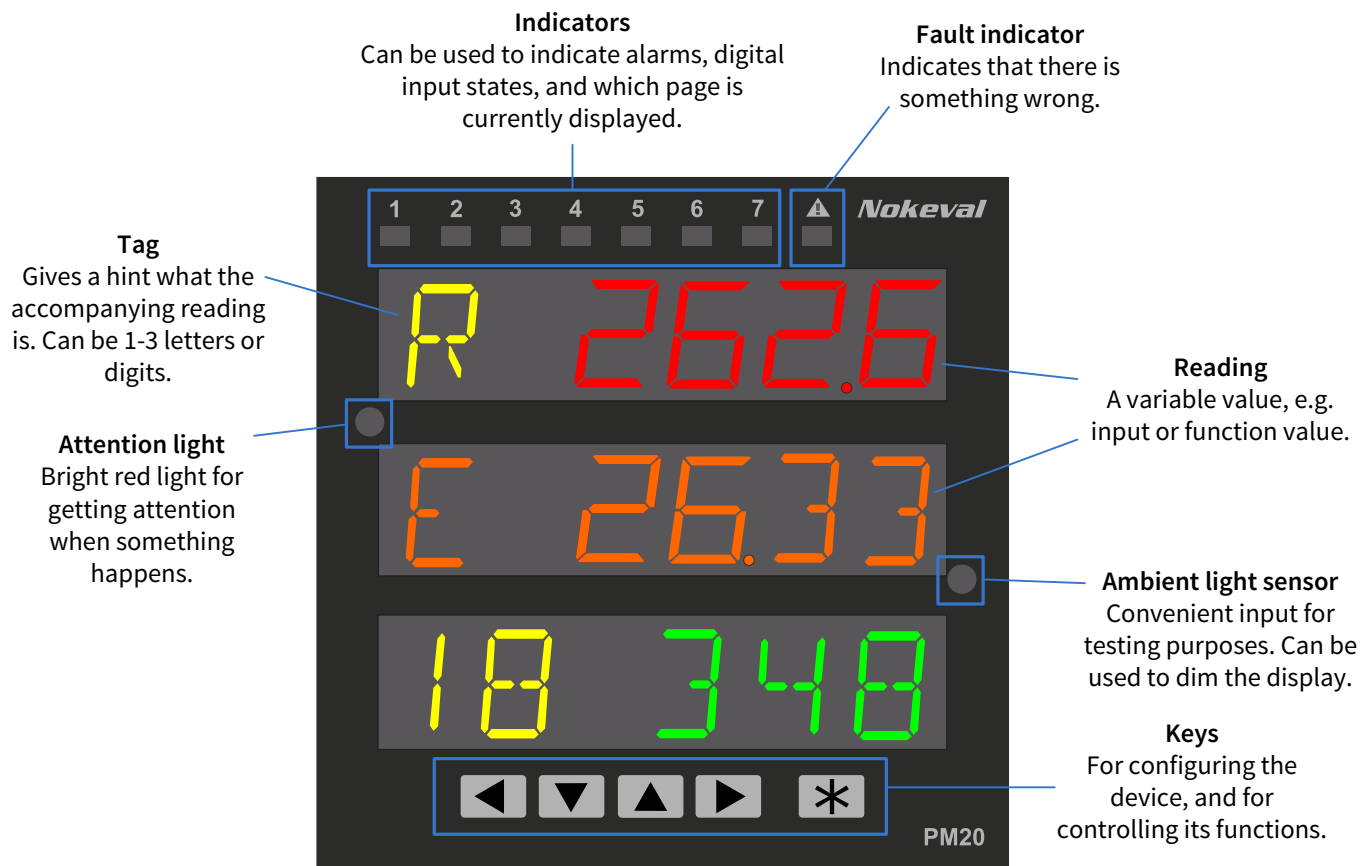 Indicators
Can be used to indicate alarms, digital
input states, and which page is
currently displayed.
Fault indicator
Indicates that there is
something wrong.
1 2 3 4 5 6 7 Nokeval
Tag
Gives a hint what the
accompanying reading
is. Can be 1-3 letters or
digits.
R 262.6
Reading
A variable value, e.g.
input or function value.
Attention light
Bright red light for
getting attention
when something
happens.
E 26.33
Ambient light sensor
Convenient input for
testing purposes. Can be
used to dim the display.
18 348
Keys
For configuring the
device, and for
controlling its functions.
PM20